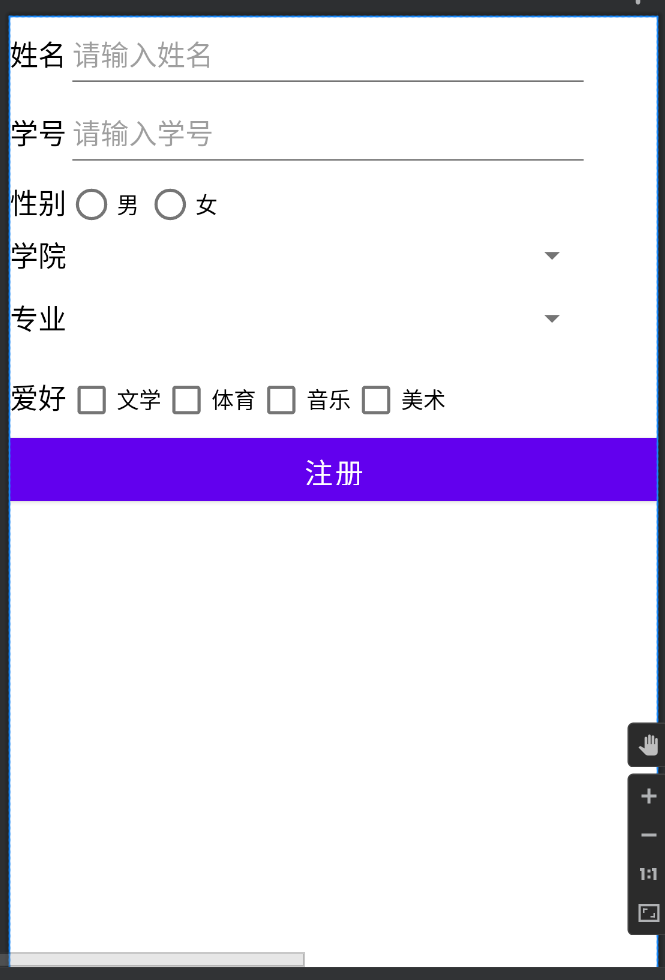 姓名 请输入姓名
学号 请输入学号
性别 男 女
学院
专业
爱好 文学 体育 音乐 美术
注册
1:1